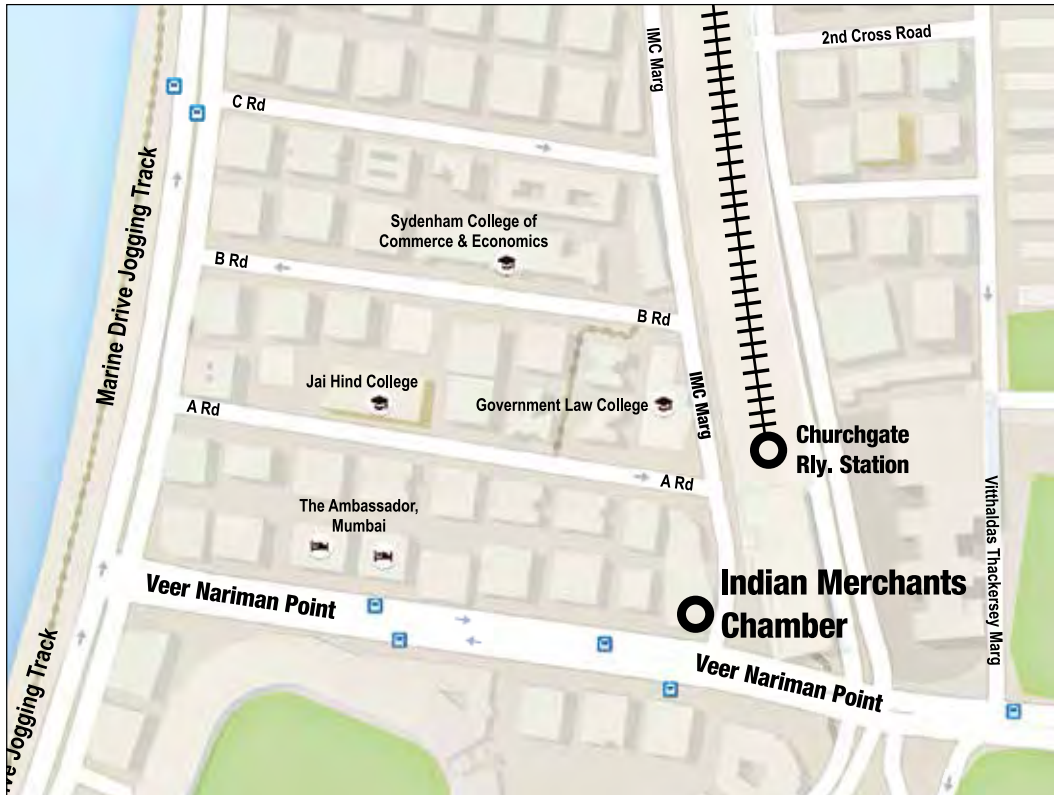 2nd Cross Road
IMC Marg
C Rd
Marine Drive Jogging Track
Sydenham College of
Commerce & Economics
B Rd
B Rd
Jai Hind College
Government Law College
IMC Marg
A Rd
A Rd
Churchgate
Rly. Station
Vitthaldas Thackersey Marg
The Ambassador,
Mumbai
Indian Merchants
Chamber
Veer Nariman Point
Veer Nariman Point
ve Jogging Track